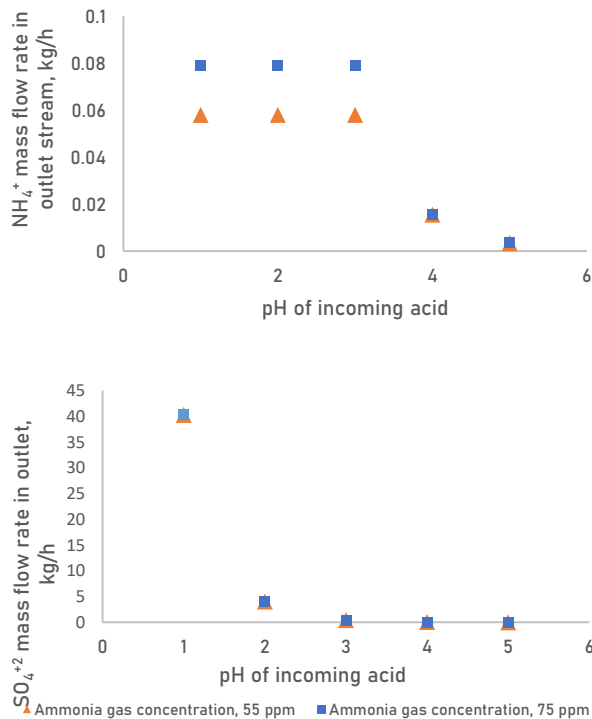 NH₄⁺ mass flow rate in
outlet stream, kg/h
0.1
0.08
0.06
0.04
0.02
0
0 2 4 6
pH of incoming acid
SO₄⁺² mass flow rate in outlet,
kg/h
45
40
35
30
25
20
15
10
5
0
0 1 2 3 4 5 6
pH of incoming acid
Ammonia gas concentration, 55 ppm Ammonia gas concentration, 75 ppm